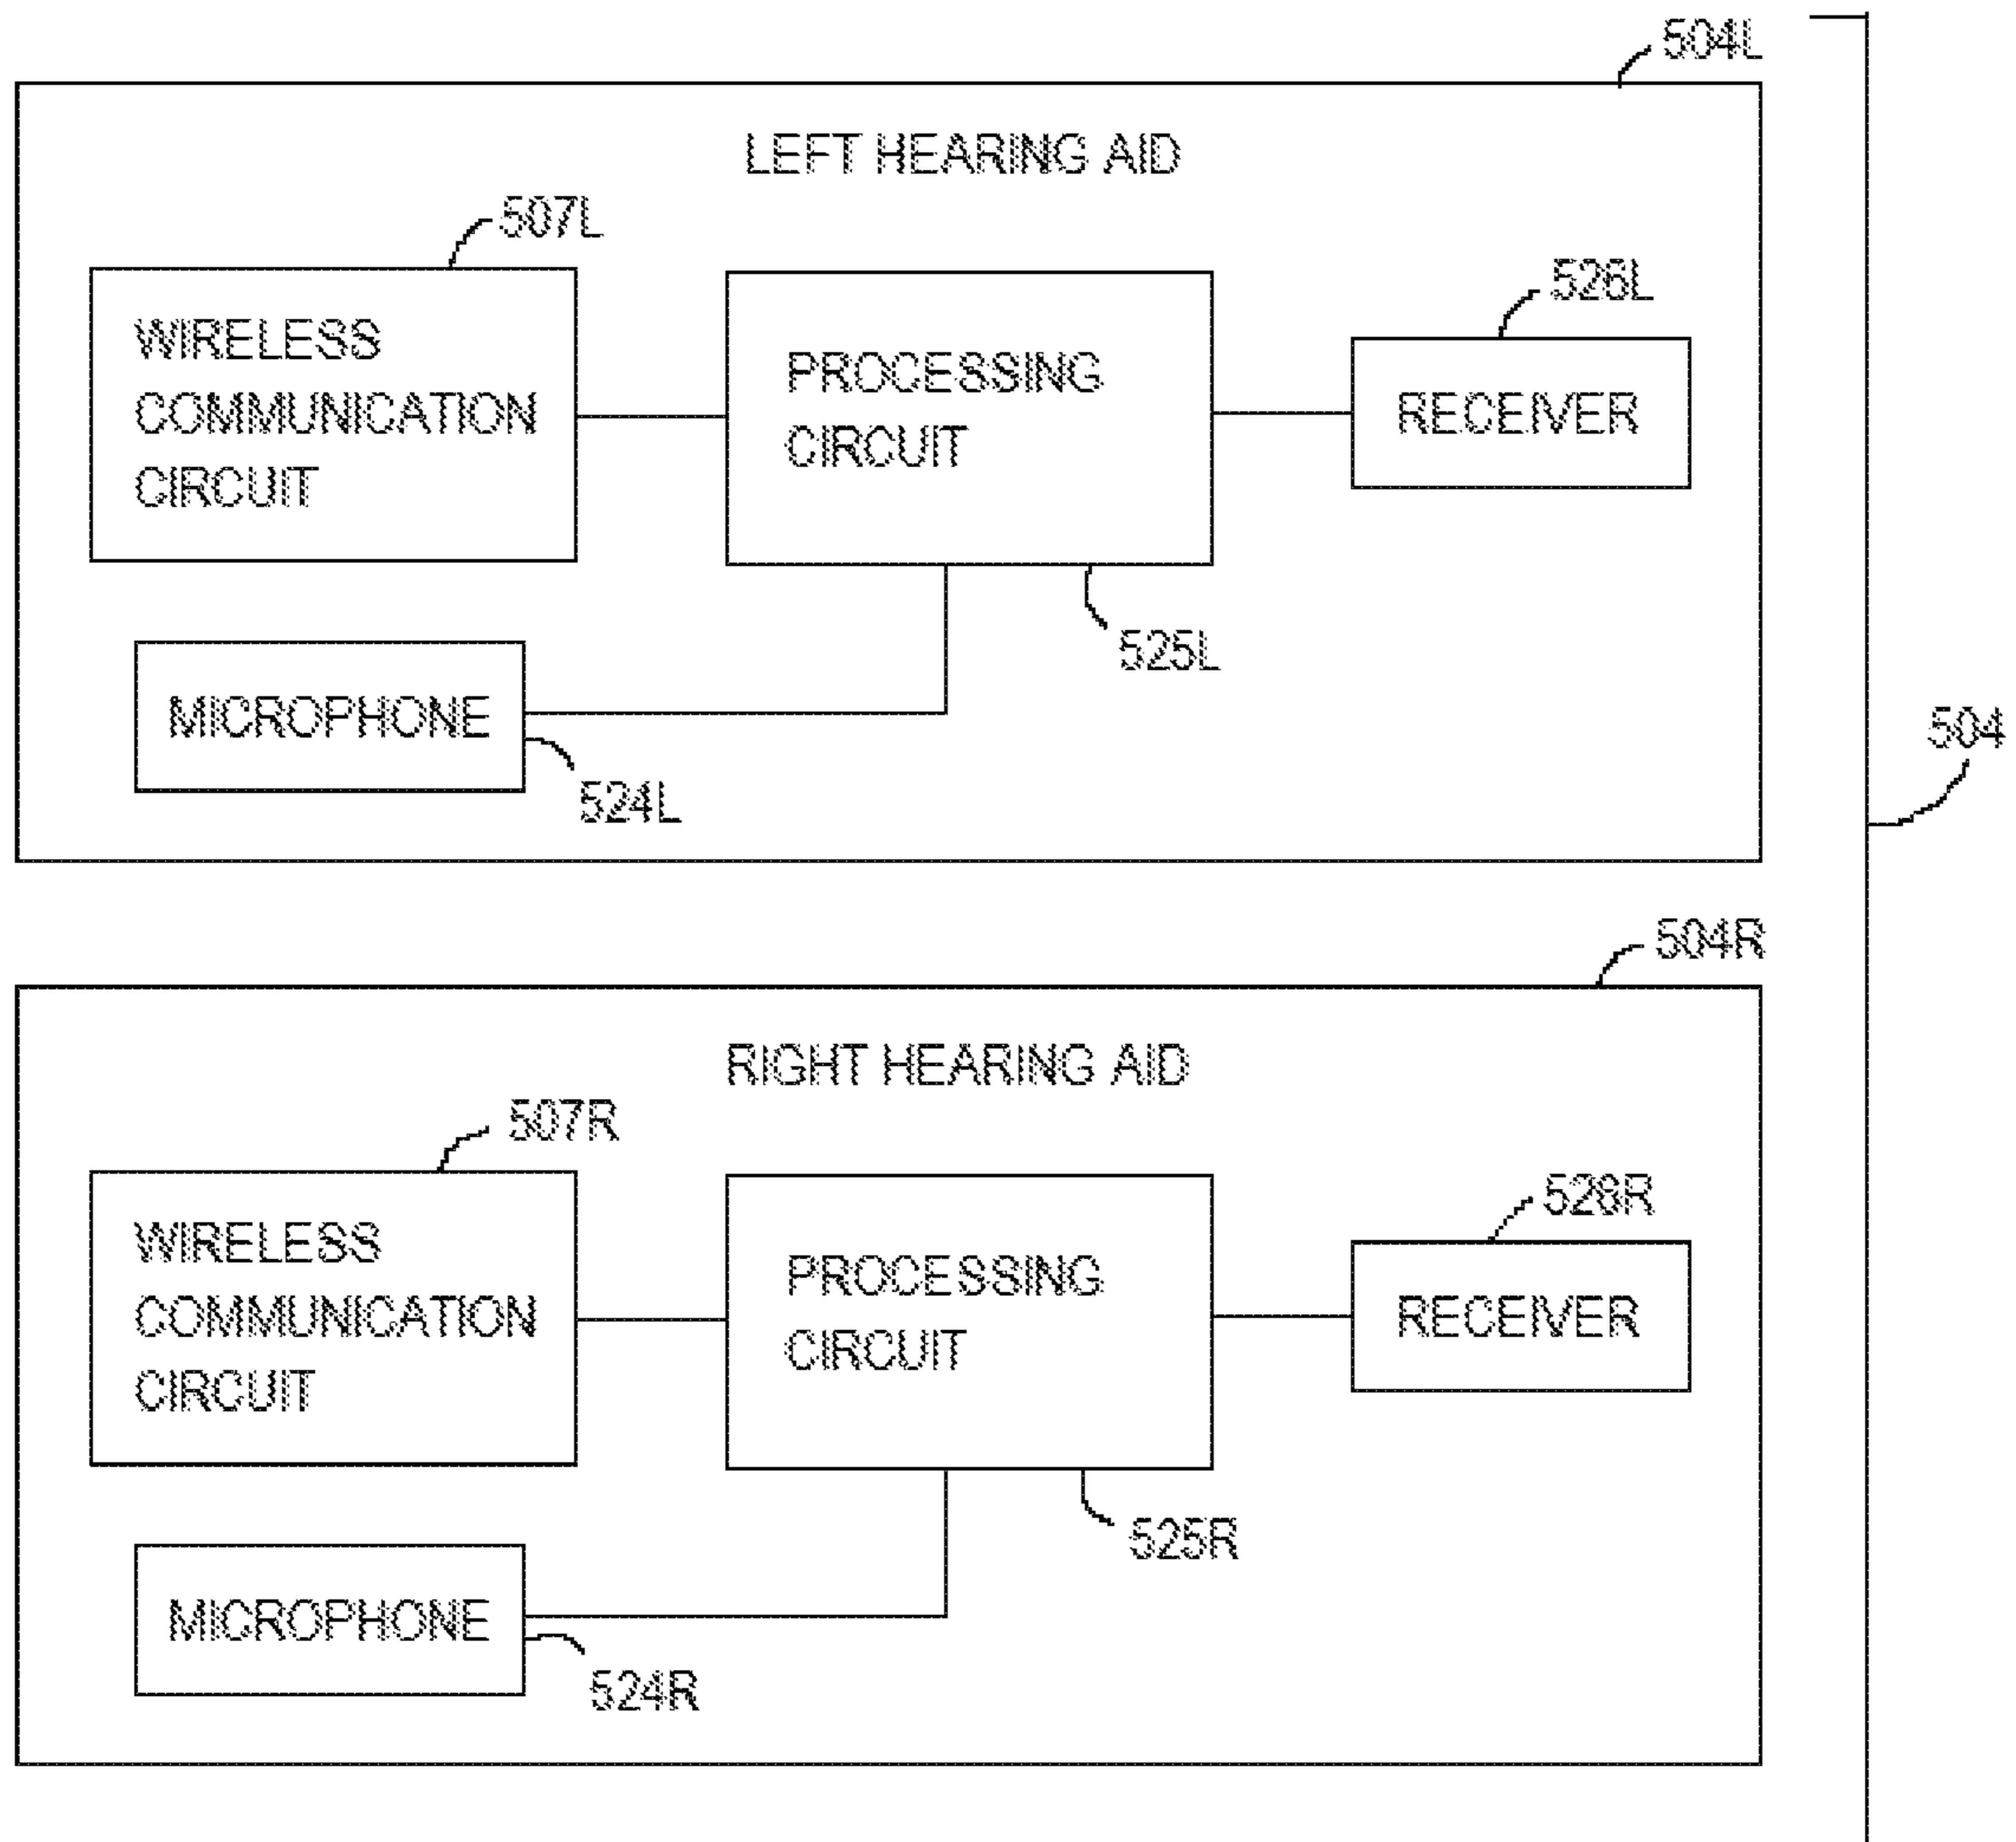 504L
LEFT HEARING AID
507L
WIRELESS
COMMUNICATION
CIRCUIT
PROCESSING
CIRCUIT
526L
RECEIVER
525L
MICROPHONE
524L
504
504R
RIGHT HEARING AID
507R
WIRELESS
COMMUNICATION
CIRCUIT
PROCESSING
CIRCUIT
526R
RECEIVER
525R
MICROPHONE
524R